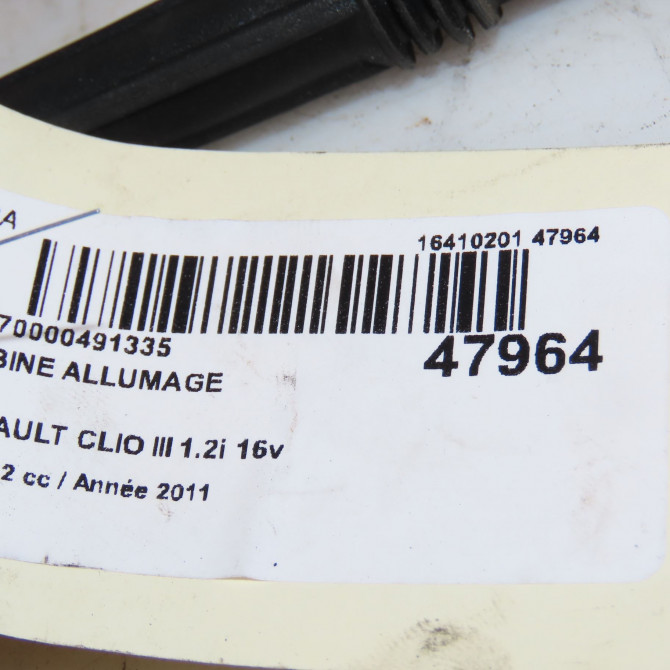 16410201 47964
70000491335
47964
BINE ALLUMAGE
AULT CLIO III 1.2i 16v
2 cc / Année 2011